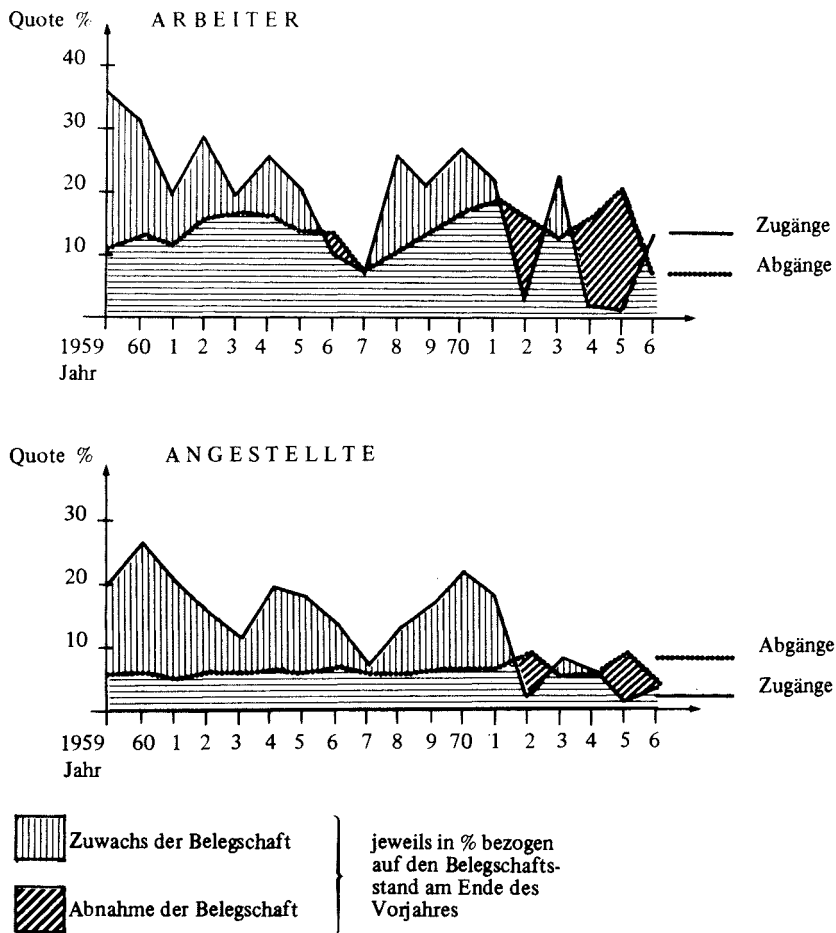 Quote % ARBEITER
40
30
20
10
Zugänge
Abgänge
1959 60 1 2 3 4 5 6 7 8 9 70 1 2 3 4 5 6
Jahr
Quote % ANGESTELLTE
30
20
10
Abgänge
Zugänge
1959 60 1 2 3 4 5 6 7 8 9 70 1 2 3 4 5 6
Jahr
Zuwachs der Belegschaft
Abnahme der Belegschaft
jeweils in % bezogen
auf den Belegschafts-
stand am Ende des
Vorjahres